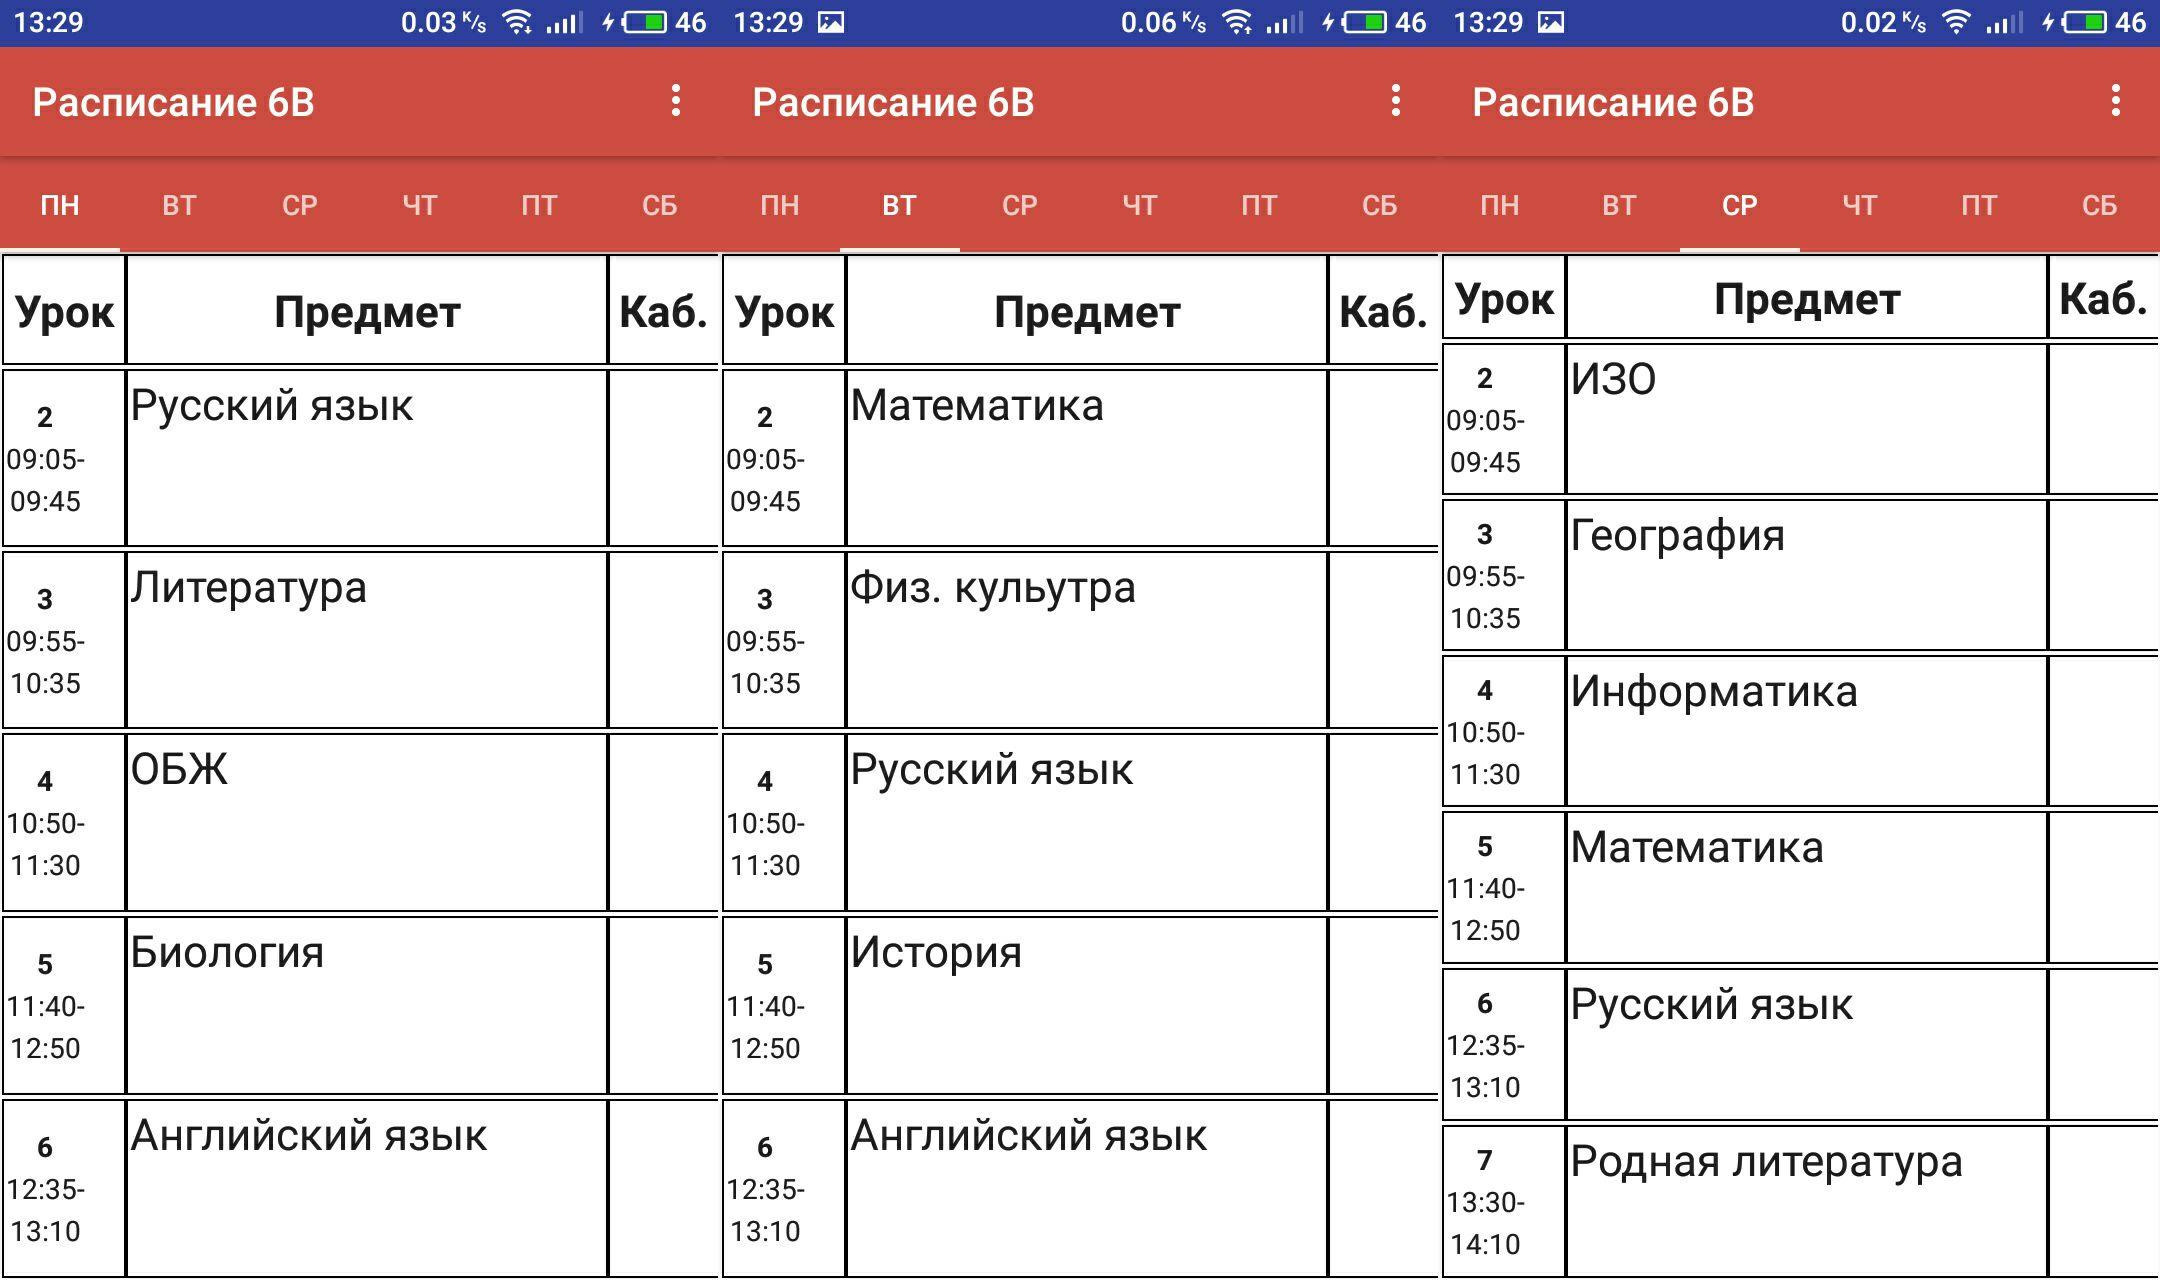 13:29 0.03 K/s 46
Расписание 6В
ПН ВТ СР ЧТ ПТ СБ
Урок Предмет Каб.
2 Русский язык
09:05-
09:45
3 Литература
09:55-
10:35
4 ОБЖ
10:50-
11:30
5 Биология
11:40-
12:50
6 Английский язык
12:35-
13:10
13:29 0.06 K/s 46
Расписание 6В
ПН ВТ СР ЧТ ПТ СБ
Урок Предмет Каб.
2 Математика
09:05-
09:45
3 Физ. кульутра
09:55-
10:35
4 Русский язык
10:50-
11:30
5 История
11:40-
12:50
6 Английский язык
12:35-
13:10
13:29 0.02 K/s 46
Расписание 6В
ПН ВТ СР ЧТ ПТ СБ
Урок Предмет Каб.
2 ИЗО
09:05-
09:45
3 География
09:55-
10:35
4 Информатика
10:50-
11:30
5 Математика
11:40-
12:50
6 Русский язык
12:35-
13:10
7 Родная литература
13:30-
14:10